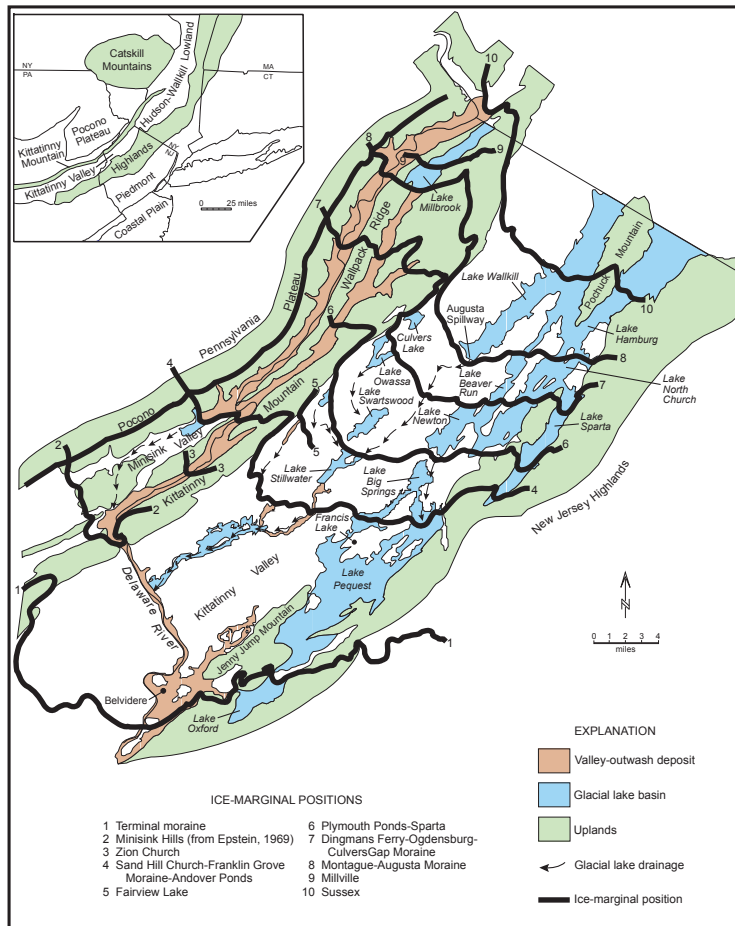 Catskill
Mountains
NY
PA
MA
CT
Hudson-Wallkill Lowland
Pocono
Plateau
Kittatinny
Mountain
Kittatinny Valley
Highlands
NY
NJ
Piedmont
Coastal Plain
0 25 miles
10
8
9
9
Lake
Millbrook
7
Ridge
Wallpack
Plateau
Pennsylvania
Pocono
6
Lake Wallkill
Mountain
Pochuck
10
Augusta
Spillway
Lake
Hamburg
Culvers
Lake
8
4
5
Lake
Owassa
Lake
Beaver
Run
7
Lake
North
Church
Mountain
Lake
Swartswood
Lake
Newton
Lake
Sparta
2
Minisink Valley
3
3
5
6
Kittatinny
Lake
Stillwater
Lake
Big
Springs
4
2
Francis
Lake
New Jersey Highlands
1
Delaware River
Kittatinny Valley
Lake
Pequest
N
Jenny Jump Mountain
1
0 1 2 3 4
miles
Belvidere
Lake
Oxford
EXPLANATION
Valley-outwash deposit
Glacial lake basin
Uplands
Glacial lake drainage
Ice-marginal position
ICE-MARGINAL POSITIONS
1 Terminal moraine
2 Minisink Hills (from Epstein, 1969)
3 Zion Church
4 Sand Hill Church-Franklin Grove
Moraine-Andover Ponds
5 Fairview Lake
6 Plymouth Ponds-Sparta
7 Dingmans Ferry-Ogdensburg-
CulversGap Moraine
8 Montague-Augusta Moraine
9 Millville
10 Sussex